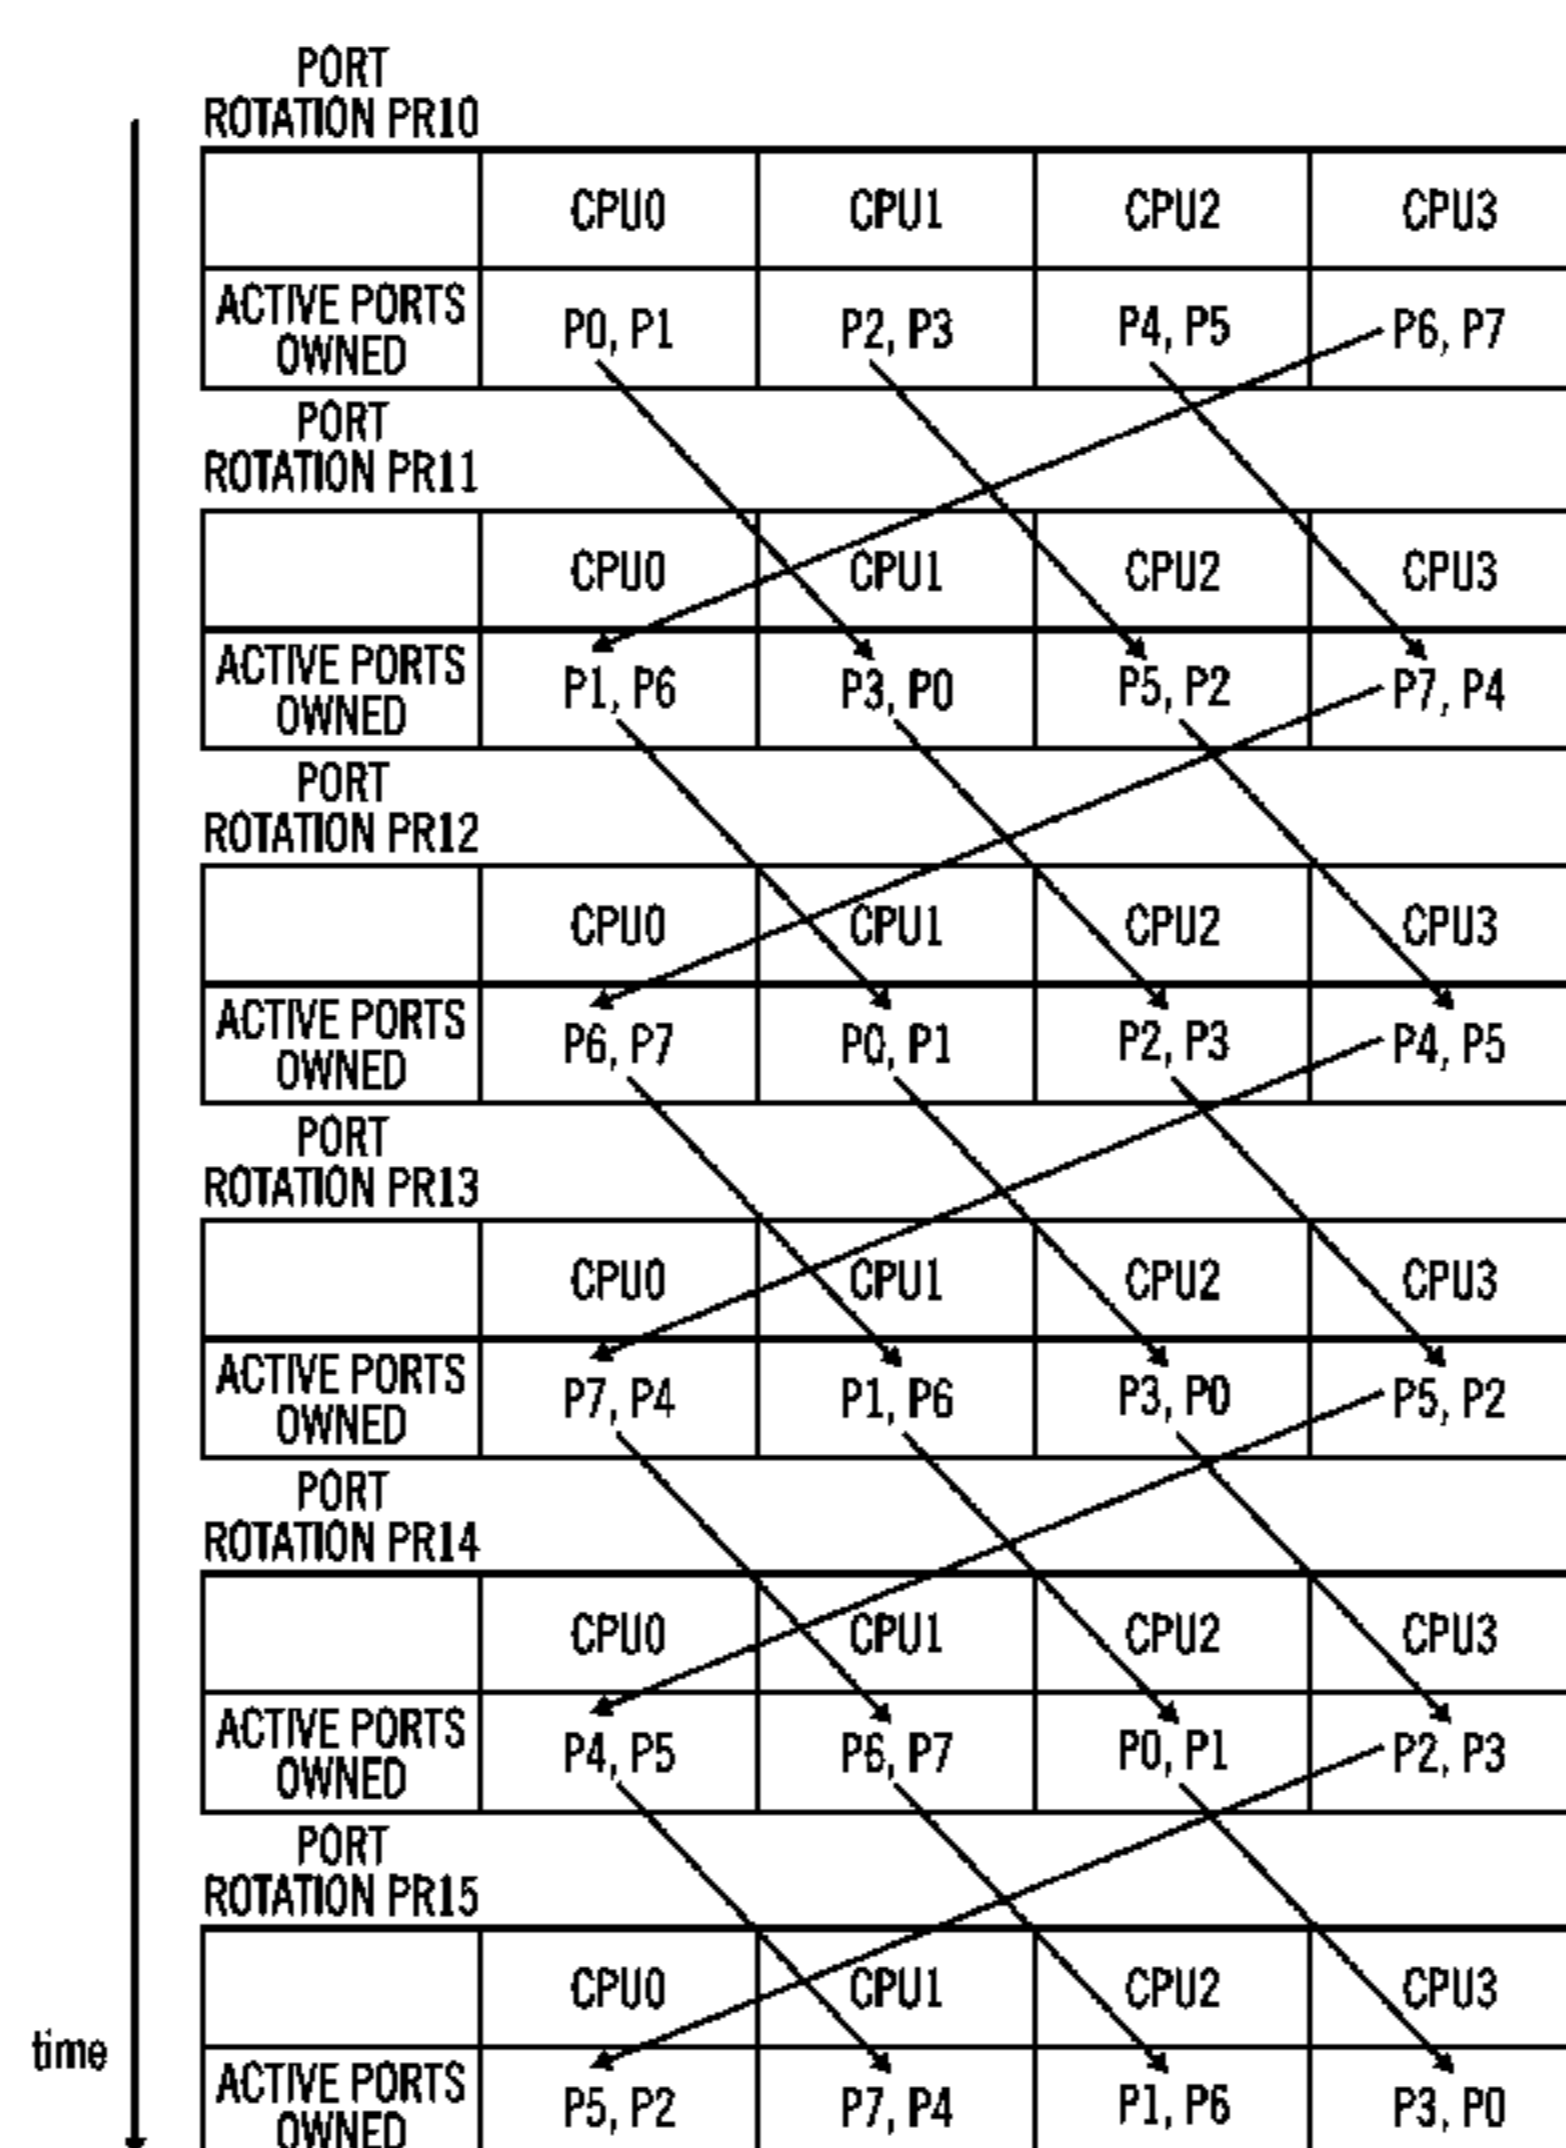 PORT
ROTATION PR10
CPU0 CPU1 CPU2 CPU3
ACTIVE PORTS
OWNED
P0, P1 P2, P3 P4, P5 P6, P7
PORT
ROTATION PR11
CPU0 CPU1 CPU2 CPU3
ACTIVE PORTS
OWNED
P1, P6 P3, P0 P5, P2 P7, P4
PORT
ROTATION PR12
CPU0 CPU1 CPU2 CPU3
ACTIVE PORTS
OWNED
P6, P7 P0, P1 P2, P3 P4, P5
PORT
ROTATION PR13
CPU0 CPU1 CPU2 CPU3
ACTIVE PORTS
OWNED
P7, P4 P1, P6 P3, P0 P5, P2
PORT
ROTATION PR14
CPU0 CPU1 CPU2 CPU3
ACTIVE PORTS
OWNED
P4, P5 P6, P7 P0, P1 P2, P3
PORT
ROTATION PR15
CPU0 CPU1 CPU2 CPU3
time
ACTIVE PORTS
OWNED
P5, P2 P7, P4 P1, P6 P3, P0